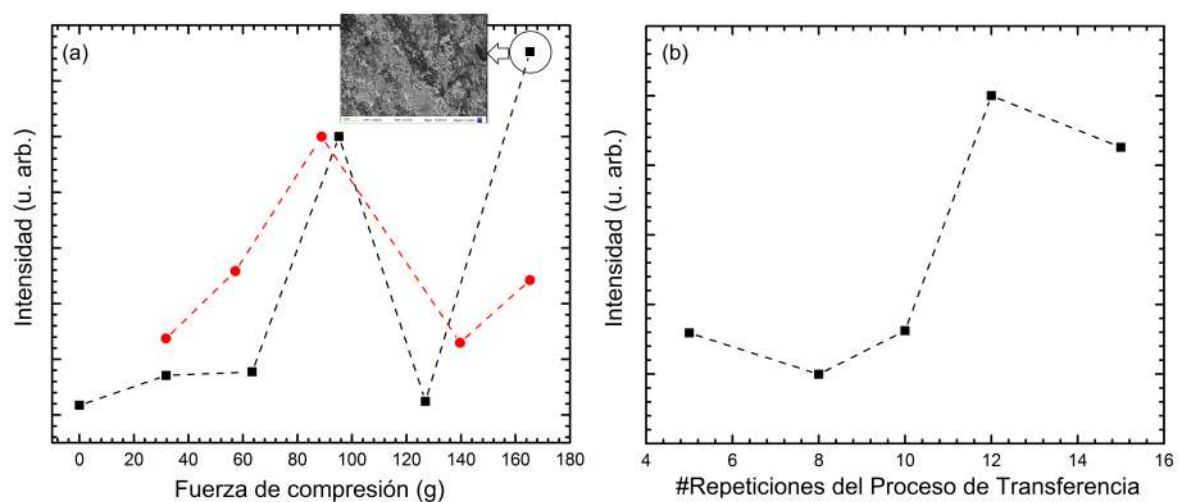 (a)
Intensidad (u. arb.)
0 20 40 60 80 100 120 140 160 180
Fuerza de compresión (g)
(b)
Intensidad (u. arb.)
4 6 8 10 12 14 16
#Repeticiones del Proceso de Transferencia